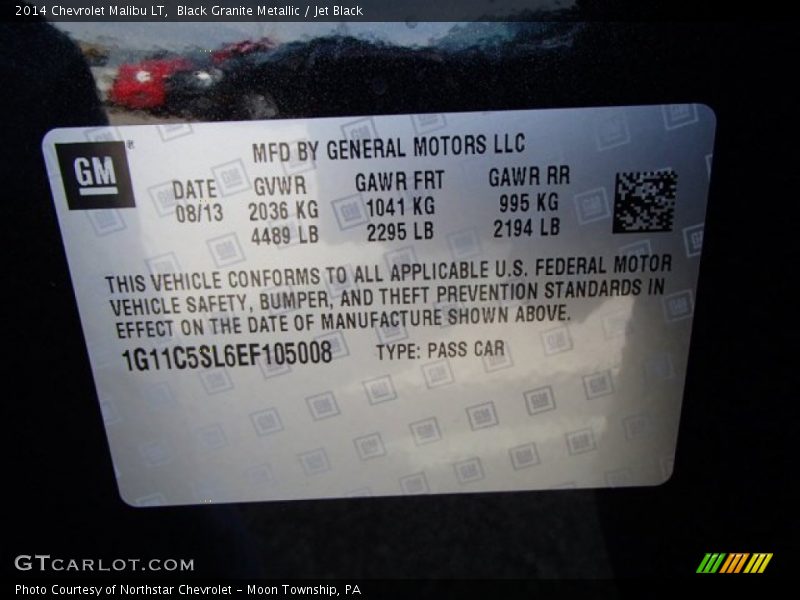 2014 Chevrolet Malibu LT,  Black Granite Metallic / Jet Black
GM
®
MFD BY GENERAL MOTORS LLC
DATE GVWR GAWR FRT GAWR RR
08/13 2036 KG 1041 KG 995 KG
4489 LB 2295 LB 2194 LB
THIS VEHICLE CONFORMS TO ALL APPLICABLE U.S. FEDERAL MOTOR
VEHICLE SAFETY, BUMPER, AND THEFT PREVENTION STANDARDS IN
EFFECT ON THE DATE OF MANUFACTURE SHOWN ABOVE.
1G11C5SL6EF105008 TYPE: PASS CAR
GTCARLOT.COM
Photo Courtesy of Northstar Chevrolet - Moon Township, PA